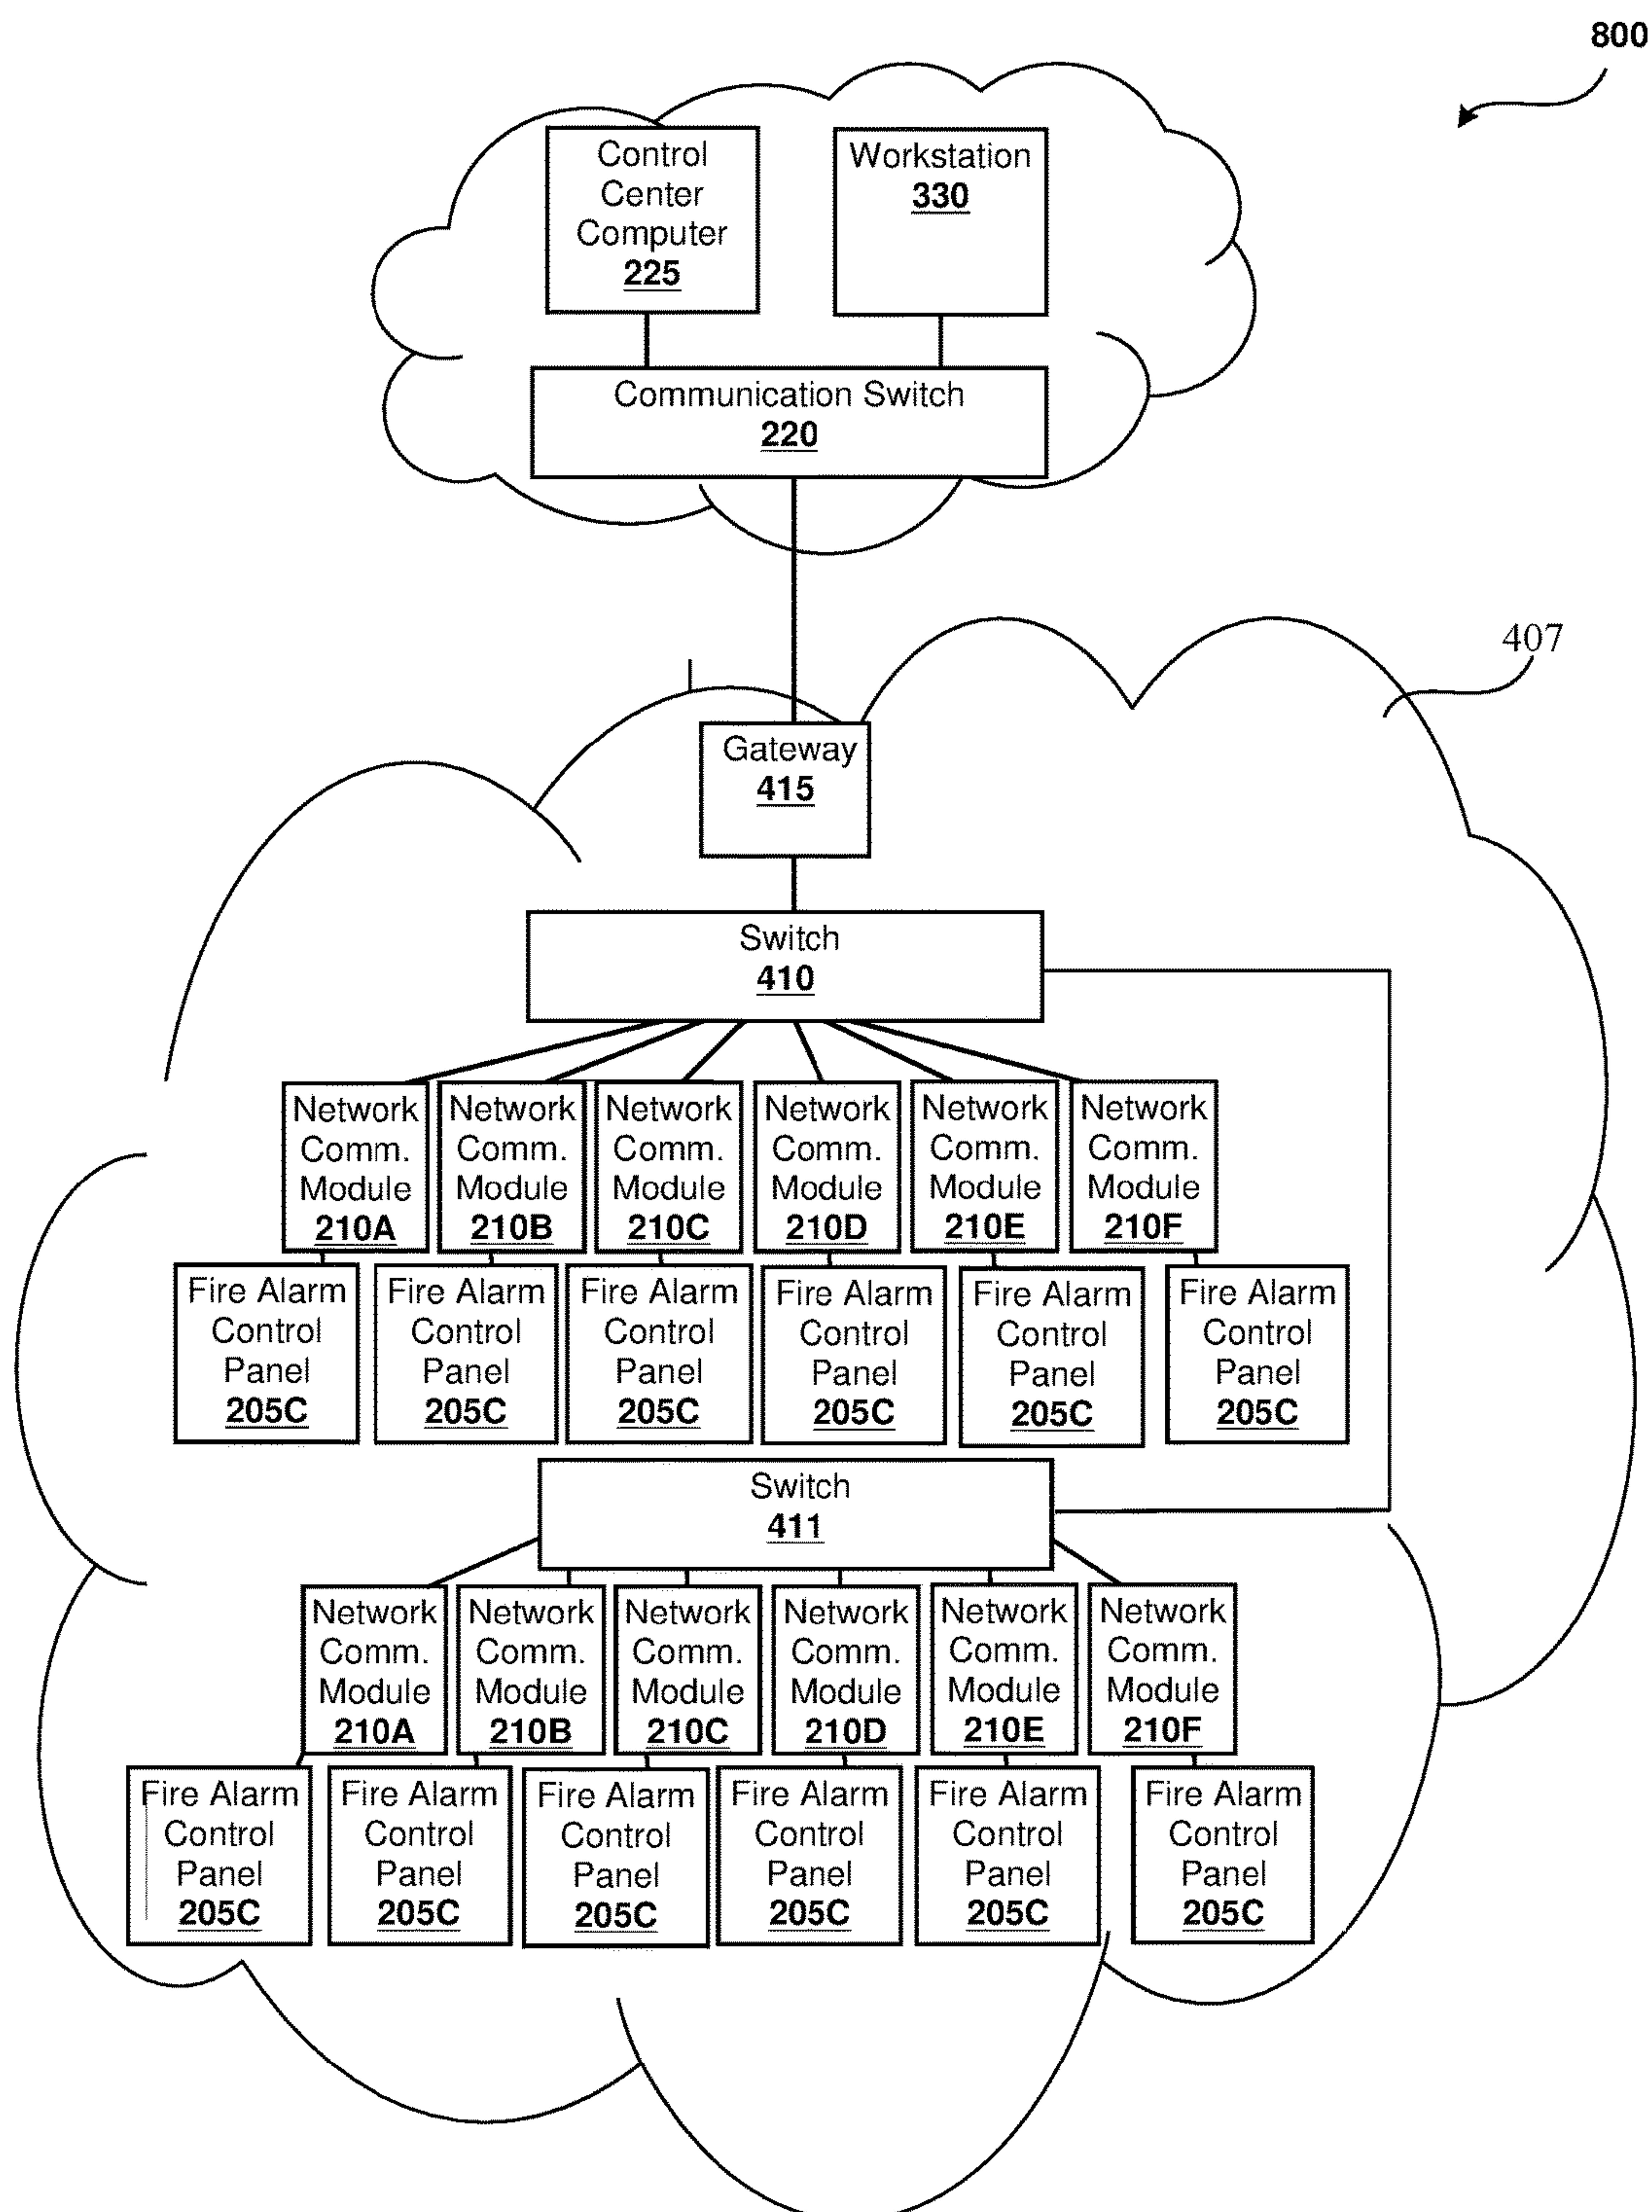 800
Control
Center
Computer
225
Workstation
330
Communication Switch
220
407
Gateway
415
Switch
410
Network
Comm.
Module
210A
Network
Comm.
Module
210B
Network
Comm.
Module
210C
Network
Comm.
Module
210D
Network
Comm.
Module
210E
Network
Comm.
Module
210F
Fire Alarm
Control
Panel
205C
Fire Alarm
Control
Panel
205C
Fire Alarm
Control
Panel
205C
Fire Alarm
Control
Panel
205C
Fire Alarm
Control
Panel
205C
Fire Alarm
Control
Panel
205C
Switch
411
Network
Comm.
Module
210A
Network
Comm.
Module
210B
Network
Comm.
Module
210C
Network
Comm.
Module
210D
Network
Comm.
Module
210E
Network
Comm.
Module
210F
Fire Alarm
Control
Panel
205C
Fire Alarm
Control
Panel
205C
Fire Alarm
Control
Panel
205C
Fire Alarm
Control
Panel
205C
Fire Alarm
Control
Panel
205C
Fire Alarm
Control
Panel
205C